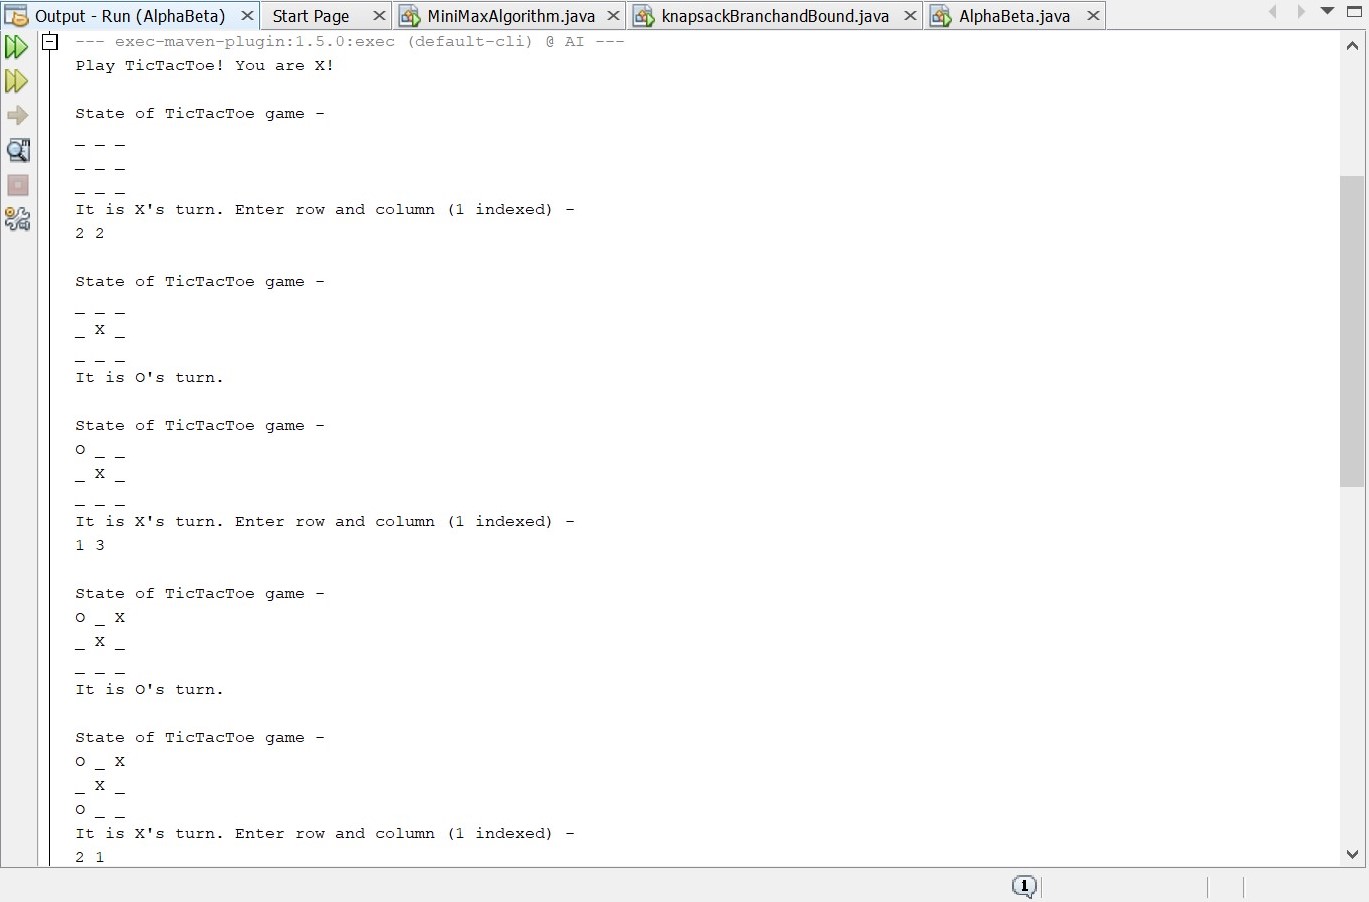 Output - Run (AlphaBeta) Start Page MiniMaxAlgorithm.java knapsackBranchandBound.java AlphaBeta.java
--- exec-maven-plugin:1.5.0:exec (default-cli) @ AI ---
Play TicTacToe! You are X!
State of TicTacToe game -
_ _ _
_ _ _
_ _ _
It is X's turn. Enter row and column (1 indexed) -
2 2
State of TicTacToe game -
_ _ _
_ X _
_ _ _
It is O's turn.
State of TicTacToe game -
O _ _
_ X _
_ _ _
It is X's turn. Enter row and column (1 indexed) -
1 3
State of TicTacToe game -
O _ X
_ X _
_ _ _
It is O's turn.
State of TicTacToe game -
O _ X
_ X _
O _ _
It is X's turn. Enter row and column (1 indexed) -
2 1
1